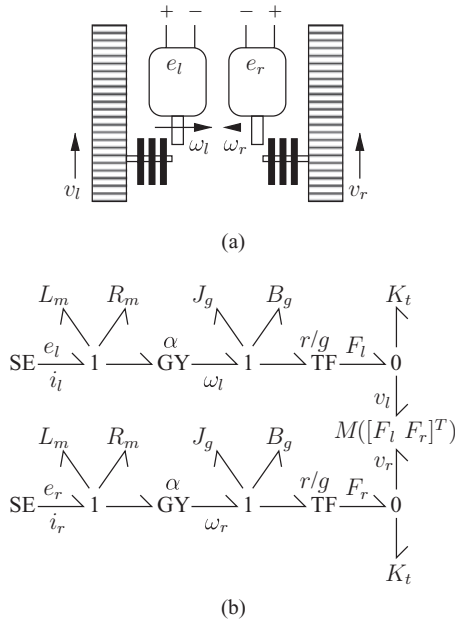 + − − +
e_l e_r
ω_l ω_r
v_l v_r
(a)
L_m R_m J_g B_g K_t
e_l α r/g F_l
SE 1 GY 1 TF 0
i_l ω_l
v_l
M([F_l F_r]^T)
L_m R_m J_g B_g v_r
e_r α r/g F_r
SE 1 GY 1 TF 0
i_r ω_r
K_t
(b)